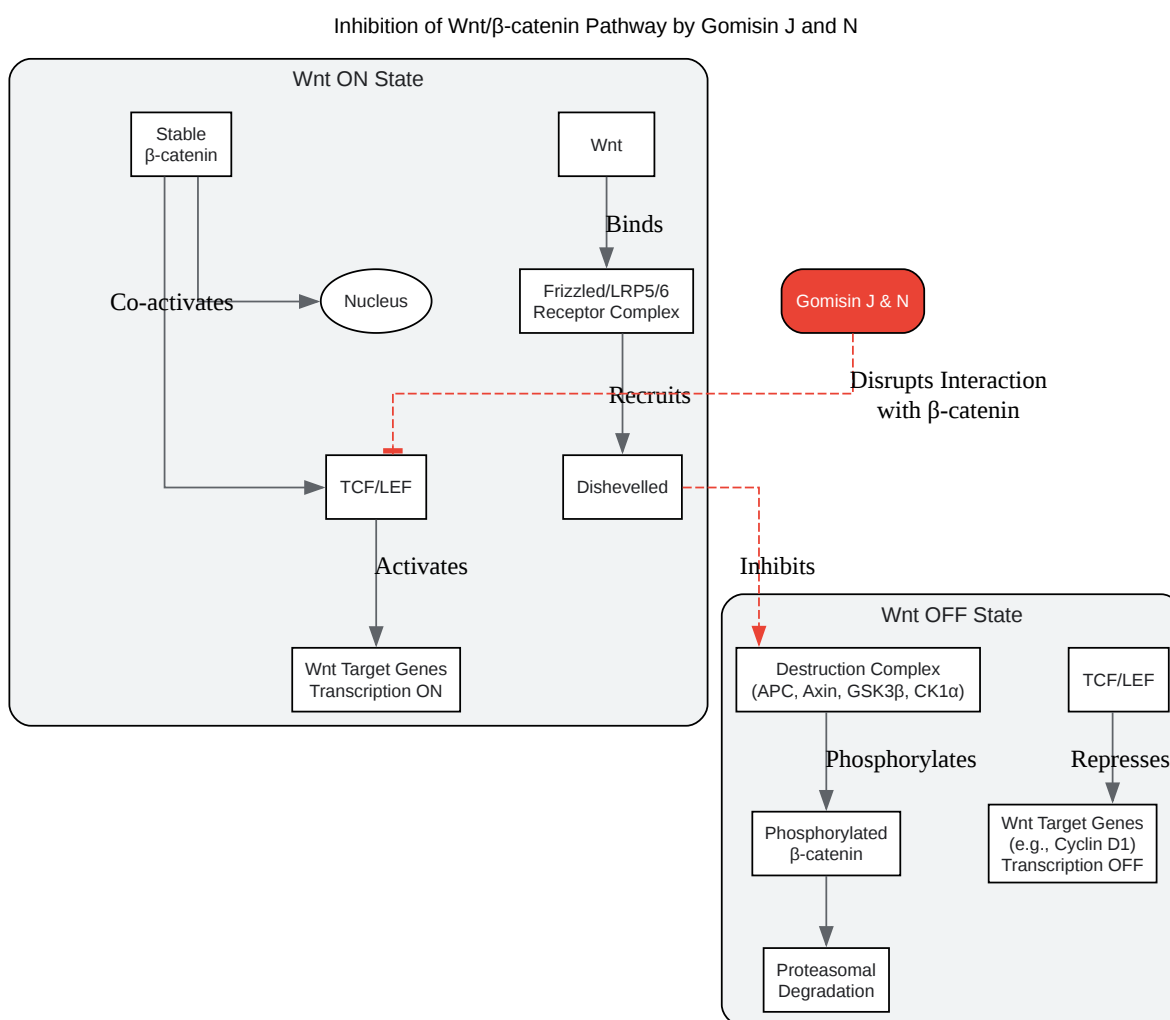 Inhibition of Wnt/β-catenin Pathway by Gomisin J and N
Wnt ON State
Stable
β-catenin
Wnt
Binds
Co-activates
Nucleus
Frizzled/LRP5/6
Receptor Complex
Gomisin J & N
Recruits
Disrupts Interaction
with β-catenin
TCF/LEF
Dishevelled
Activates
Inhibits
Wnt Target Genes
Transcription ON
Wnt OFF State
Destruction Complex
(APC, Axin, GSK3β, CK1α)
TCF/LEF
Phosphorylates
Represses
Phosphorylated
β-catenin
Wnt Target Genes
(e.g., Cyclin D1)
Transcription OFF
Proteasomal
Degradation